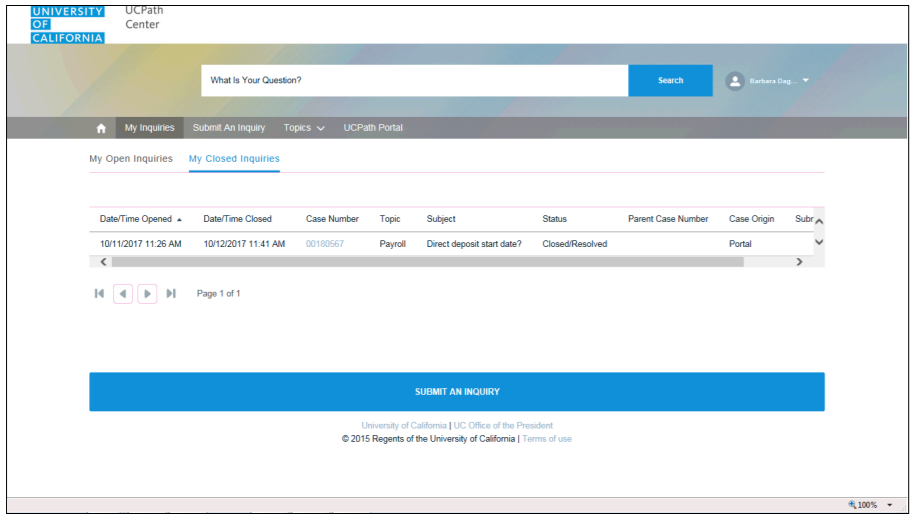 UNIVERSITY
OF
CALIFORNIA
UCPath
Center
What Is Your Question?
Search
Barbara Dag...
My Inquiries Submit An Inquiry Topics UCPath Portal
My Open Inquiries My Closed Inquiries
Date/Time Opened Date/Time Closed Case Number Topic Subject Status Parent Case Number Case Origin Subr
10/11/2017 11:26 AM 10/12/2017 11:41 AM 00180567 Payroll Direct deposit start date? Closed/Resolved Portal
Page 1 of 1
SUBMIT AN INQUIRY
University of California | UC Office of the President
© 2015 Regents of the University of California | Terms of use
100%